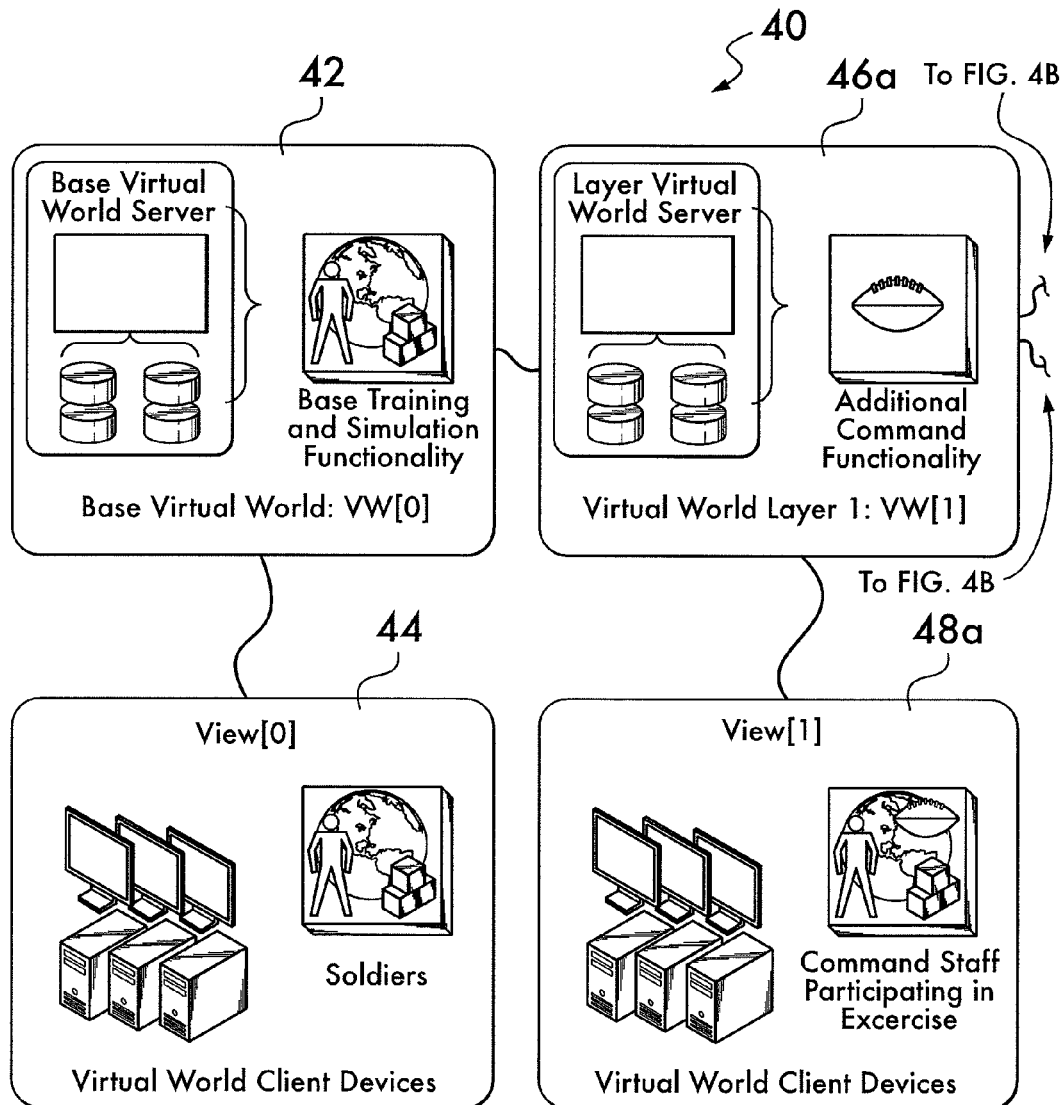 40
42
46a
To FIG. 4B
Base Virtual
World Server
Base Training
and Simulation
Functionality
Base Virtual World: VW[0]
Layer Virtual
World Server
Additional
Command
Functionality
Virtual World Layer 1: VW[1]
To FIG. 4B
44
48a
View[0]
Soldiers
Virtual World Client Devices
View[1]
Command Staff
Participating in
Excercise
Virtual World Client Devices